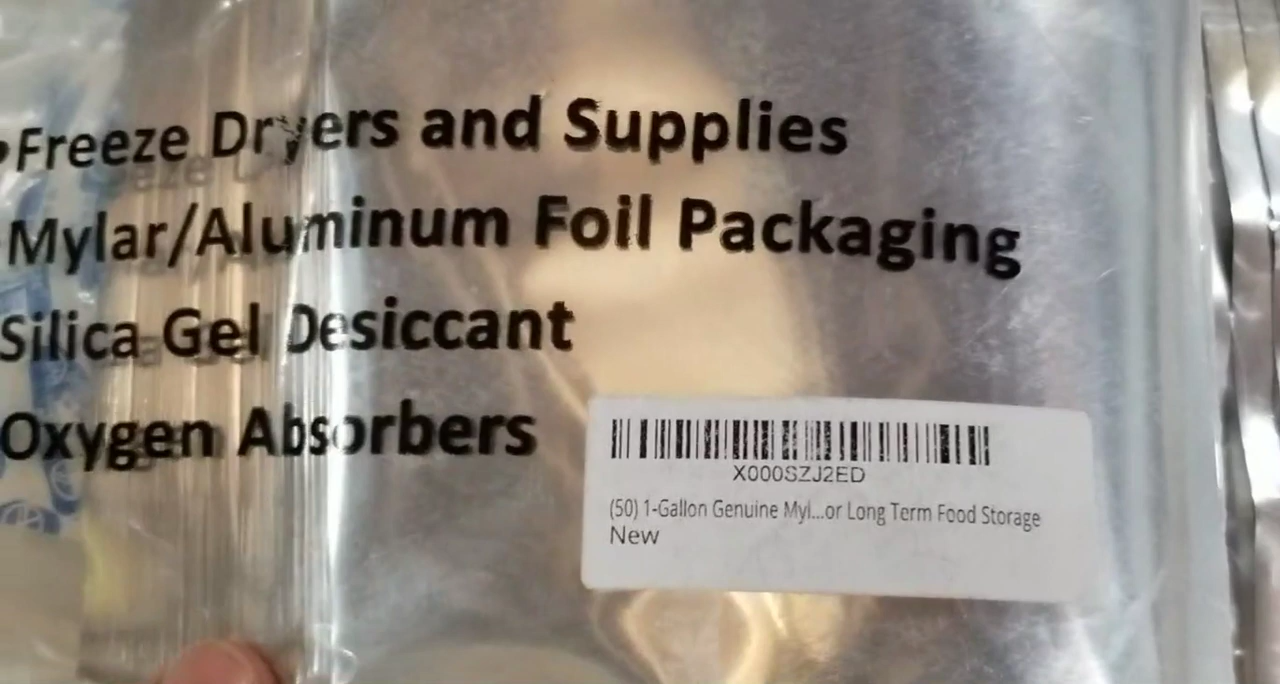 •Freeze Dryers and Supplies
Mylar/Aluminum Foil Packaging
Silica Gel Desiccant
Oxygen Absorbers
X000SZJ2ED
(50) 1-Gallon Genuine Myl...or Long Term Food Storage
New